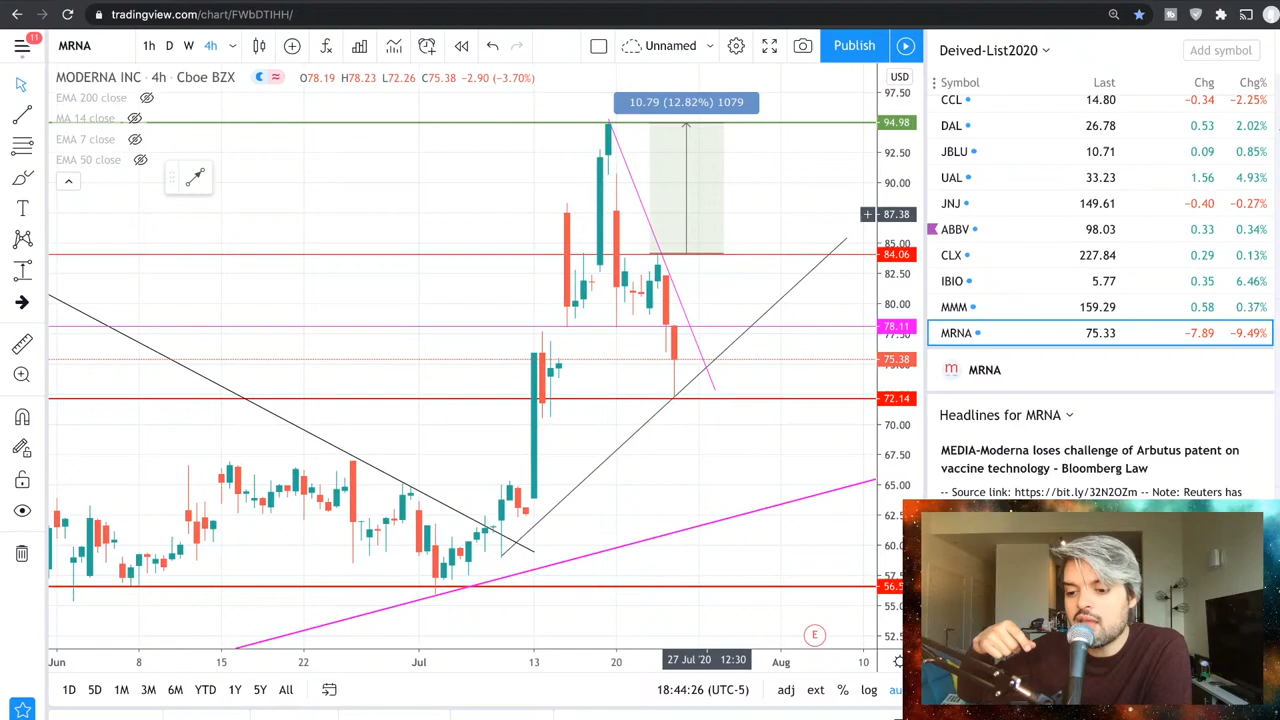 tradingview.com/chart/FWbDTIHH/
11
MRNA
1h D W 4h
Unnamed
Publish
MODERNA INC · 4h · Cboe BZX
O78.19 H78.23 L72.26 C75.38 −2.90 (−3.70%)
EMA 200 close
MA 14 close
EMA 7 close
EMA 50 close
10.79 (12.82%) 1079
USD
97.50
94.98
92.50
90.00
87.38
85.00
84.06
82.50
80.00
78.11
75.38
72.14
70.00
67.50
65.00
55.00
E
Jun 8 15 22 Jul 13 20 27 Jul '20 12:30 Aug 10
1D 5D 1M 3M 6M YTD 1Y 5Y All
18:44:26 (UTC-5)
adj ext % log
Deived-List2020
Add symbol
Symbol Last Chg Chg%
CCL 14.80 −0.34 −2.25%
DAL 26.78 0.53 2.02%
JBLU 10.71 0.09 0.85%
UAL 33.23 1.56 4.93%
JNJ 149.61 −0.40 −0.27%
ABBV 98.03 0.33 0.34%
CLX 227.84 0.29 0.13%
IBIO 5.77 0.35 6.46%
MMM 159.29 0.58 0.37%
MRNA 75.33 −7.89 −9.49%
m MRNA
Headlines for MRNA
MEDIA-Moderna loses challenge of Arbutus patent on
vaccine technology - Bloomberg Law
-- Source link: https://bit.ly/32N2OZm -- Note: Reuters has